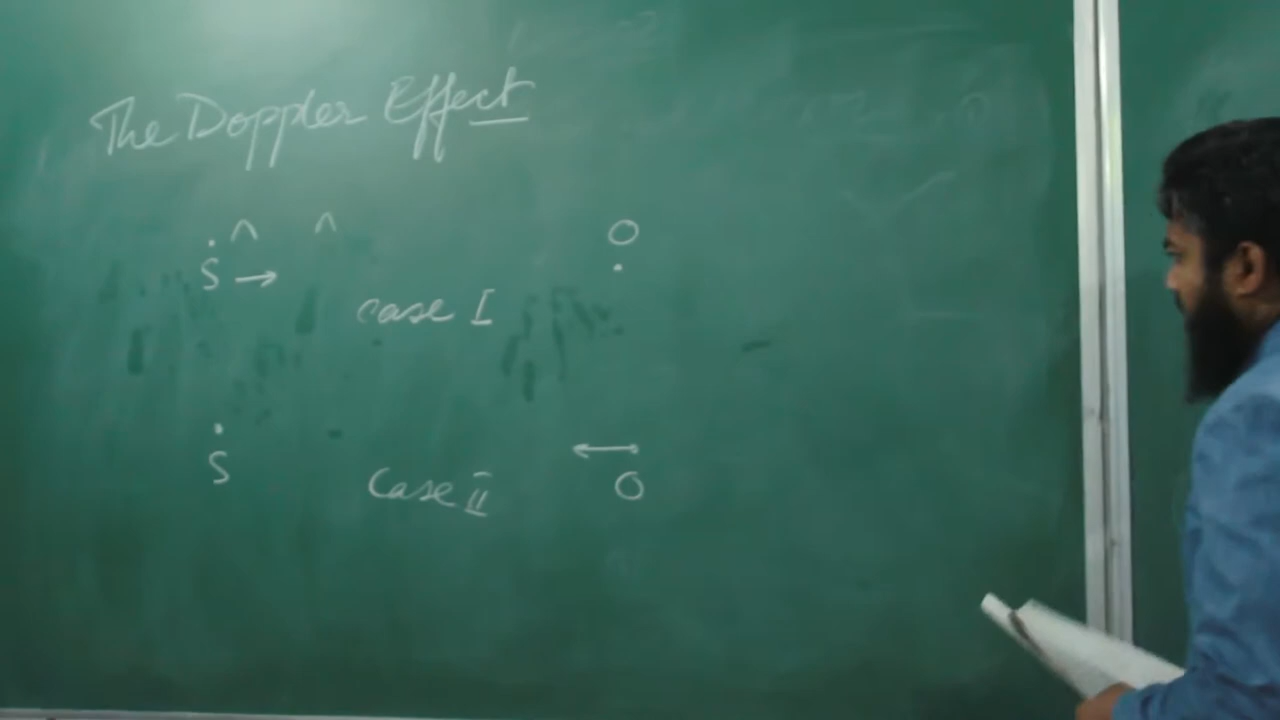 The Doppler Effect
S → O
case I
S ← O
Case II